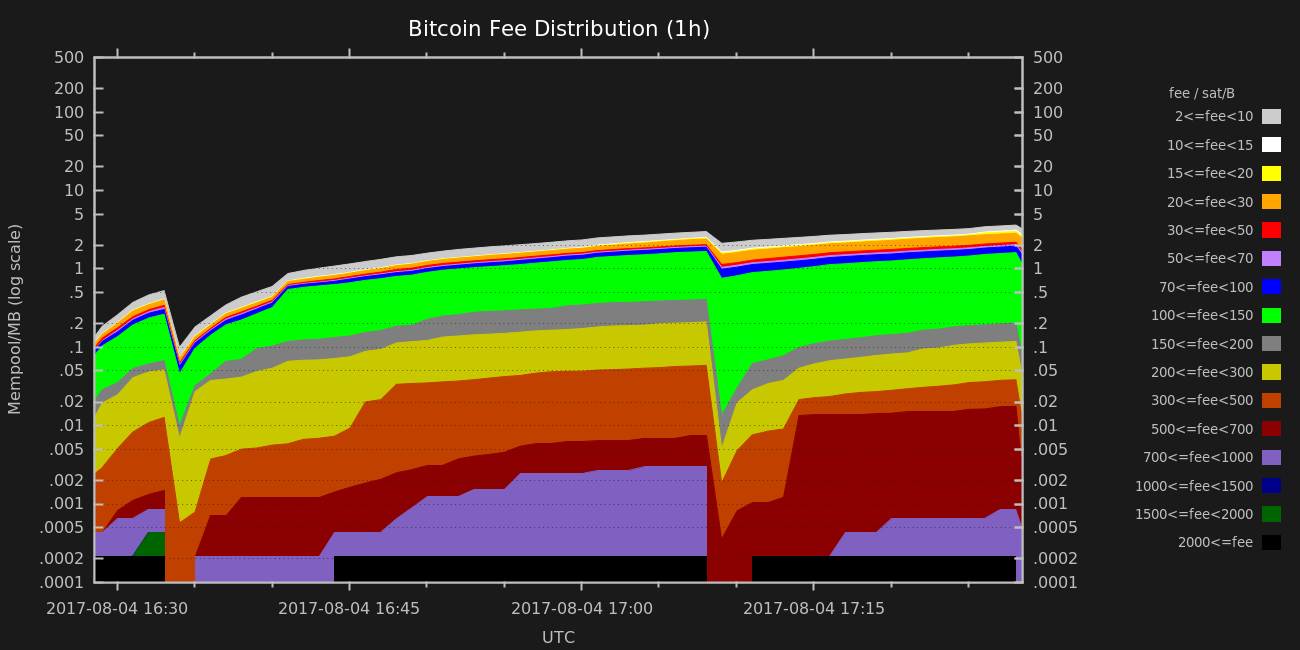 Bitcoin Fee Distribution (1h)
500
200
100
50
20
10
5
2
1
.5
.2
.1
.05
.02
.01
.005
.002
.001
.0005
.0002
.0001
Mempool/MB (log scale)
500
200
100
50
20
10
5
2
1
.5
.2
.1
.05
.02
.01
.005
.002
.001
.0005
.0002
.0001
fee / sat/B
2<=fee<10
10<=fee<15
15<=fee<20
20<=fee<30
30<=fee<50
50<=fee<70
70<=fee<100
100<=fee<150
150<=fee<200
200<=fee<300
300<=fee<500
500<=fee<700
700<=fee<1000
1000<=fee<1500
1500<=fee<2000
2000<=fee
2017-08-04 16:30
2017-08-04 16:45
2017-08-04 17:00
2017-08-04 17:15
UTC